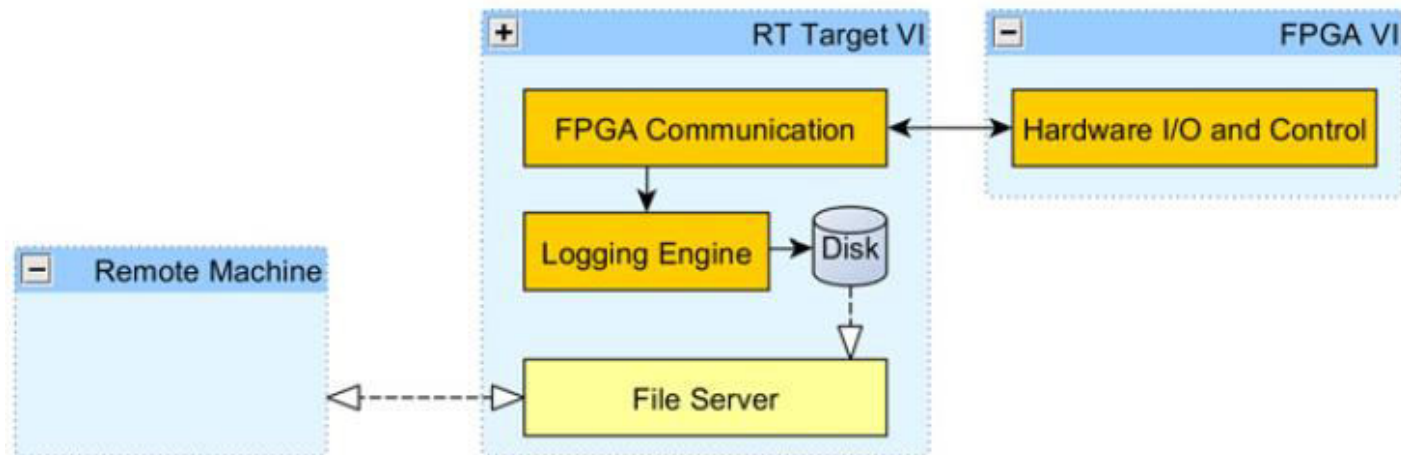 RT Target VI
FPGA VI
FPGA Communication
Hardware I/O and Control
Logging Engine
Disk
Remote Machine
File Server